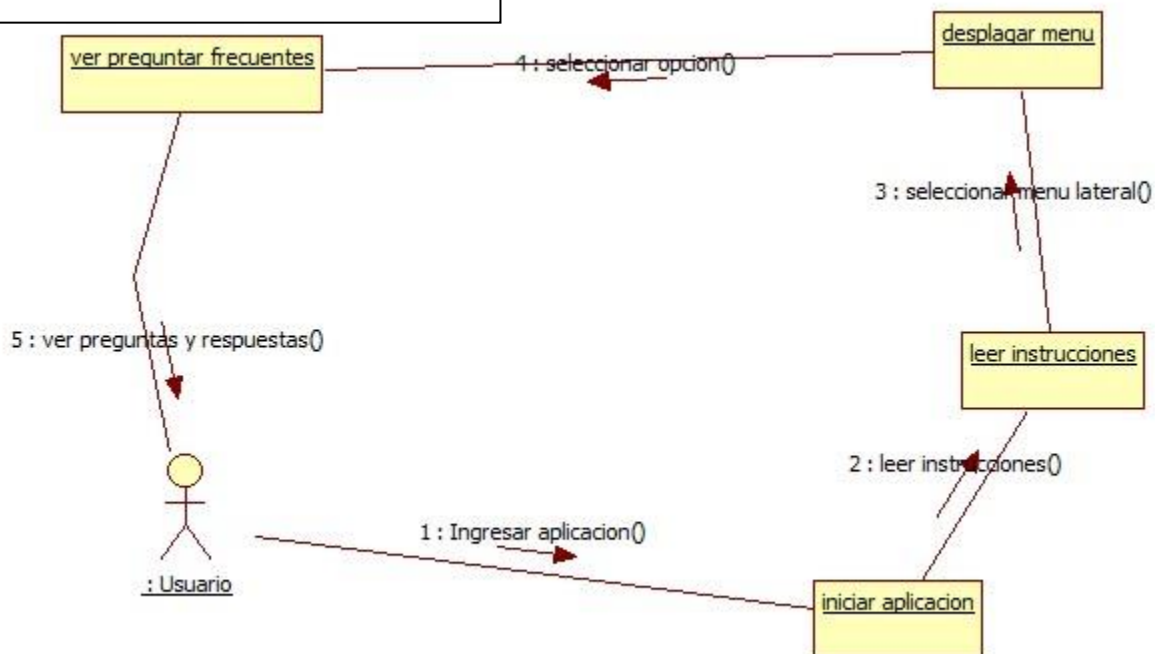 ver preguntar frecuentes
desplagar menu
4 : seleccionar opcion()
3 : seleccionar menu lateral()
5 : ver preguntas y respuestas()
leer instrucciones
2 : leer instrucciones()
1 : Ingresar aplicacion()
: Usuario
iniciar aplicacion